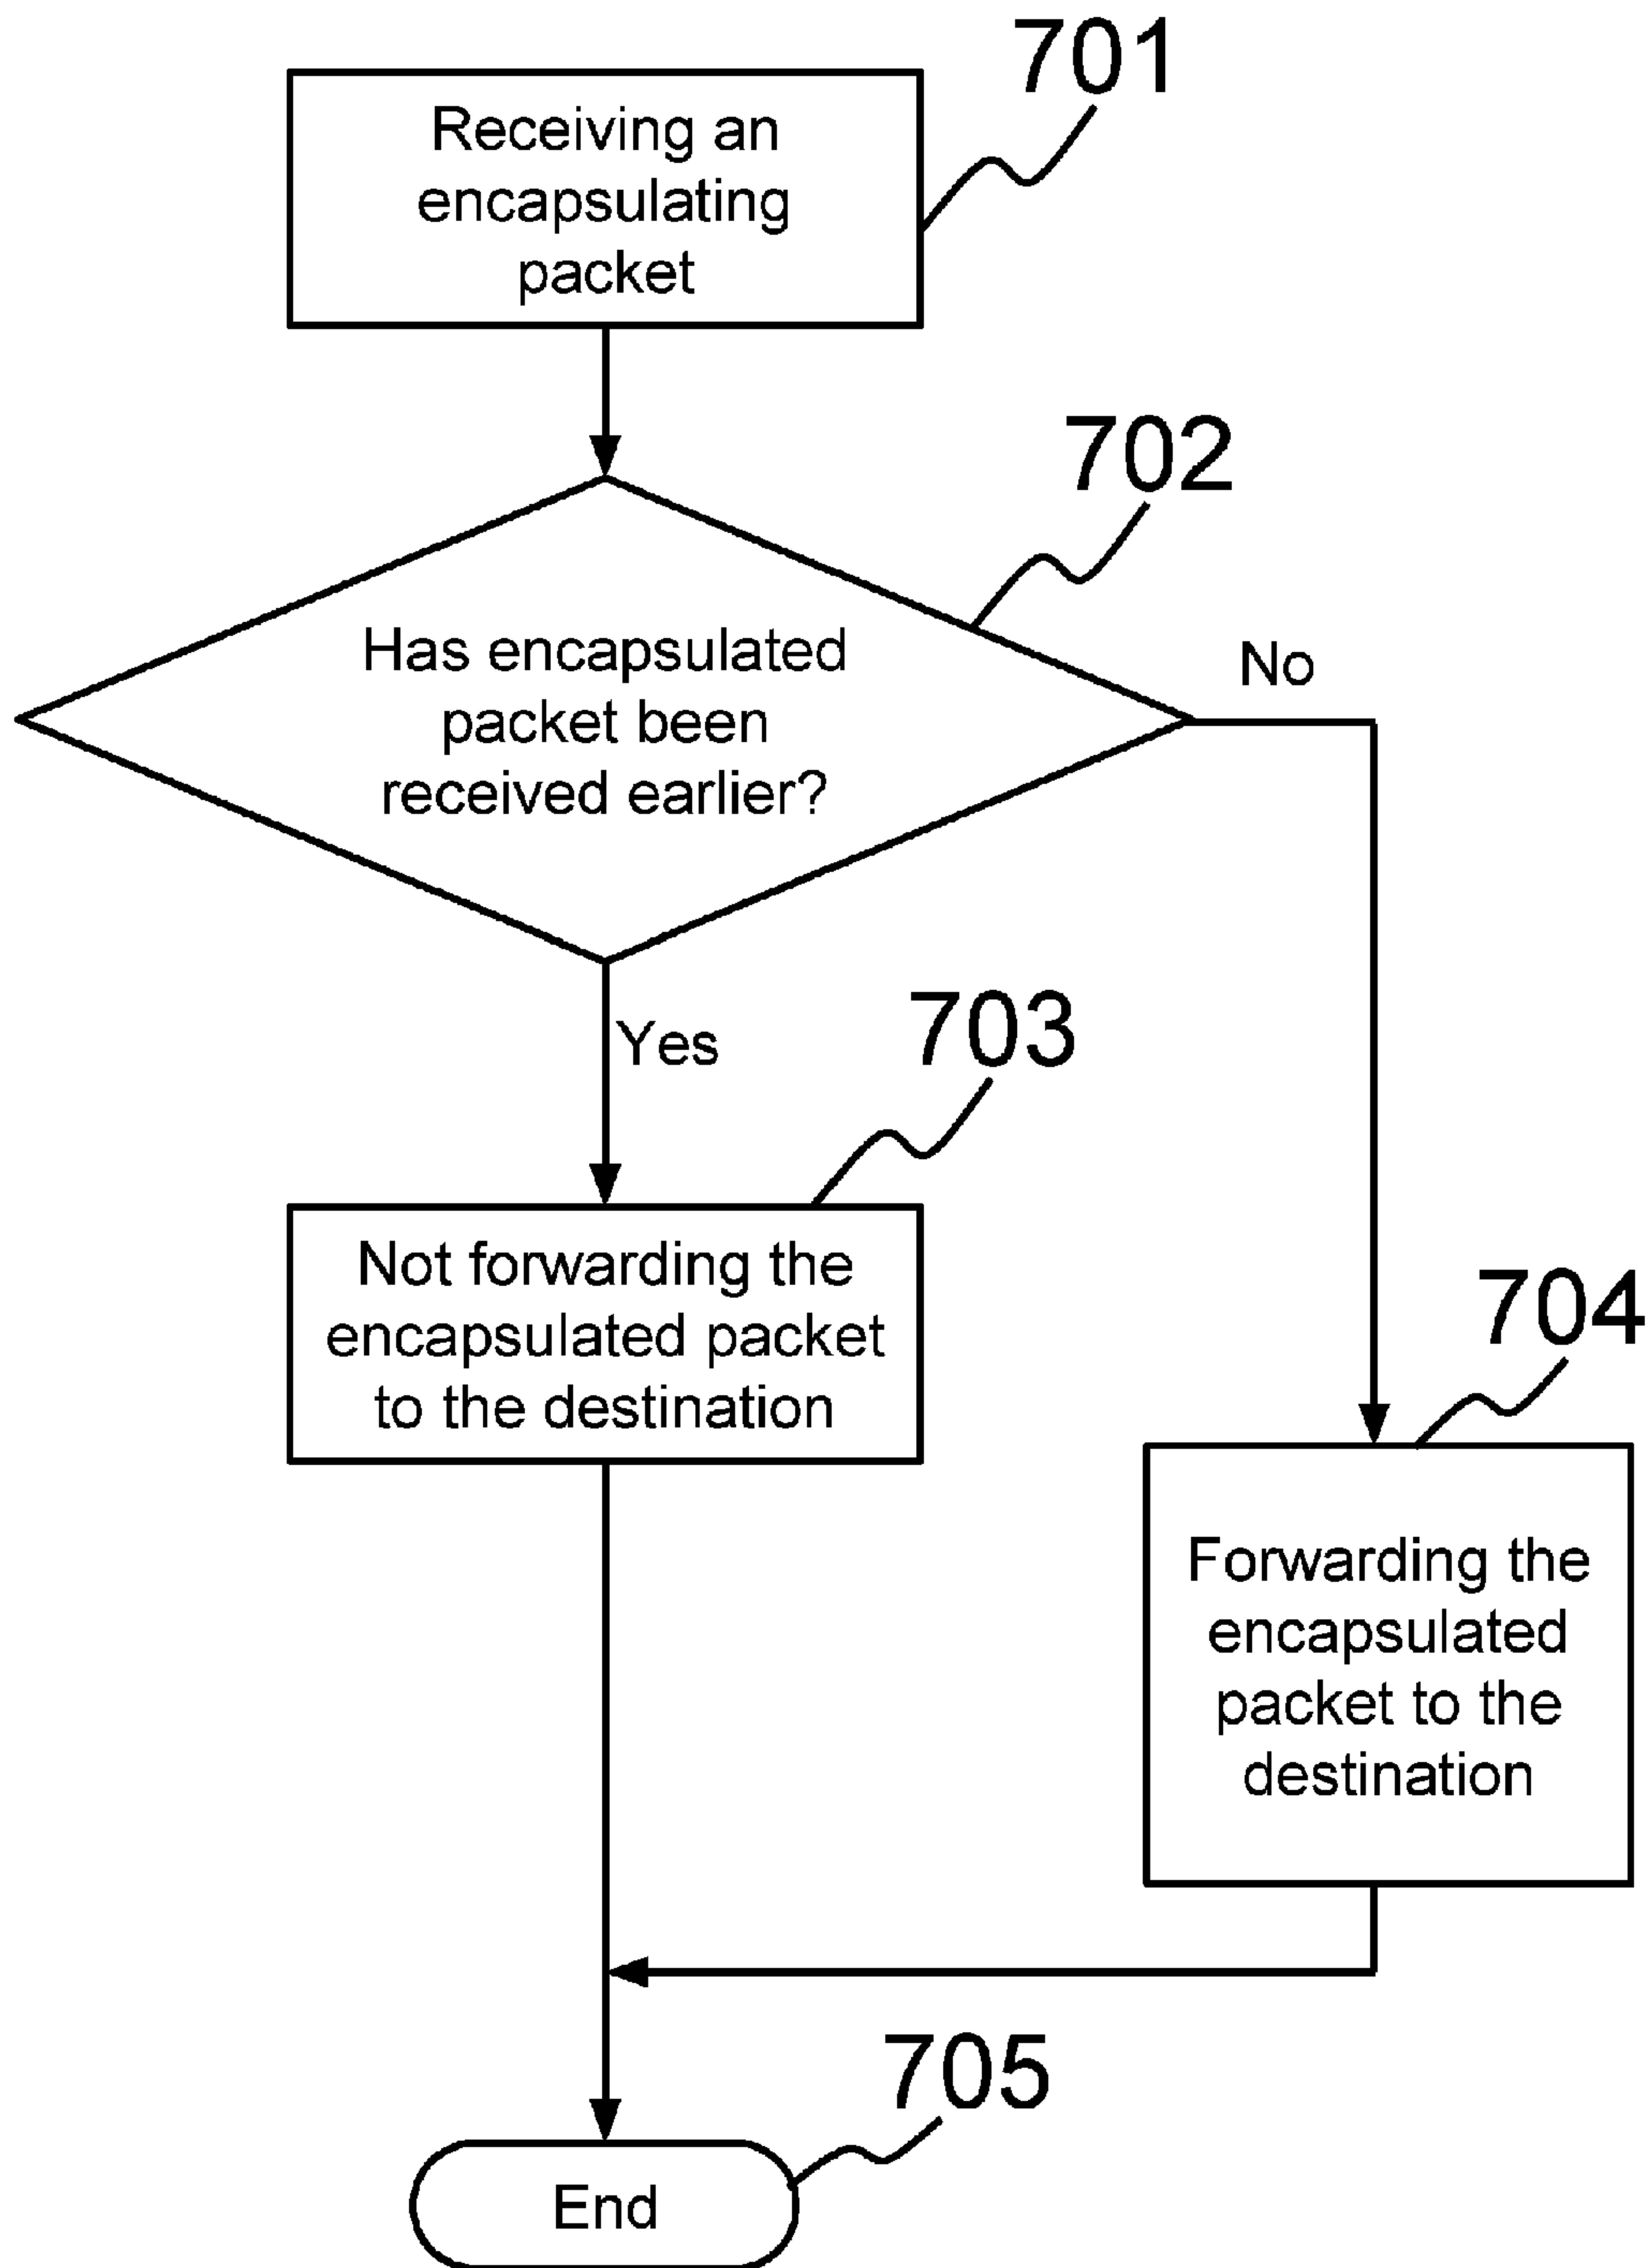 701
Receiving an
encapsulating
packet
702
Has encapsulated
packet been
received earlier?
No
Yes
703
Not forwarding the
encapsulated packet
to the destination
704
Forwarding the
encapsulated
packet to the
destination
705
End